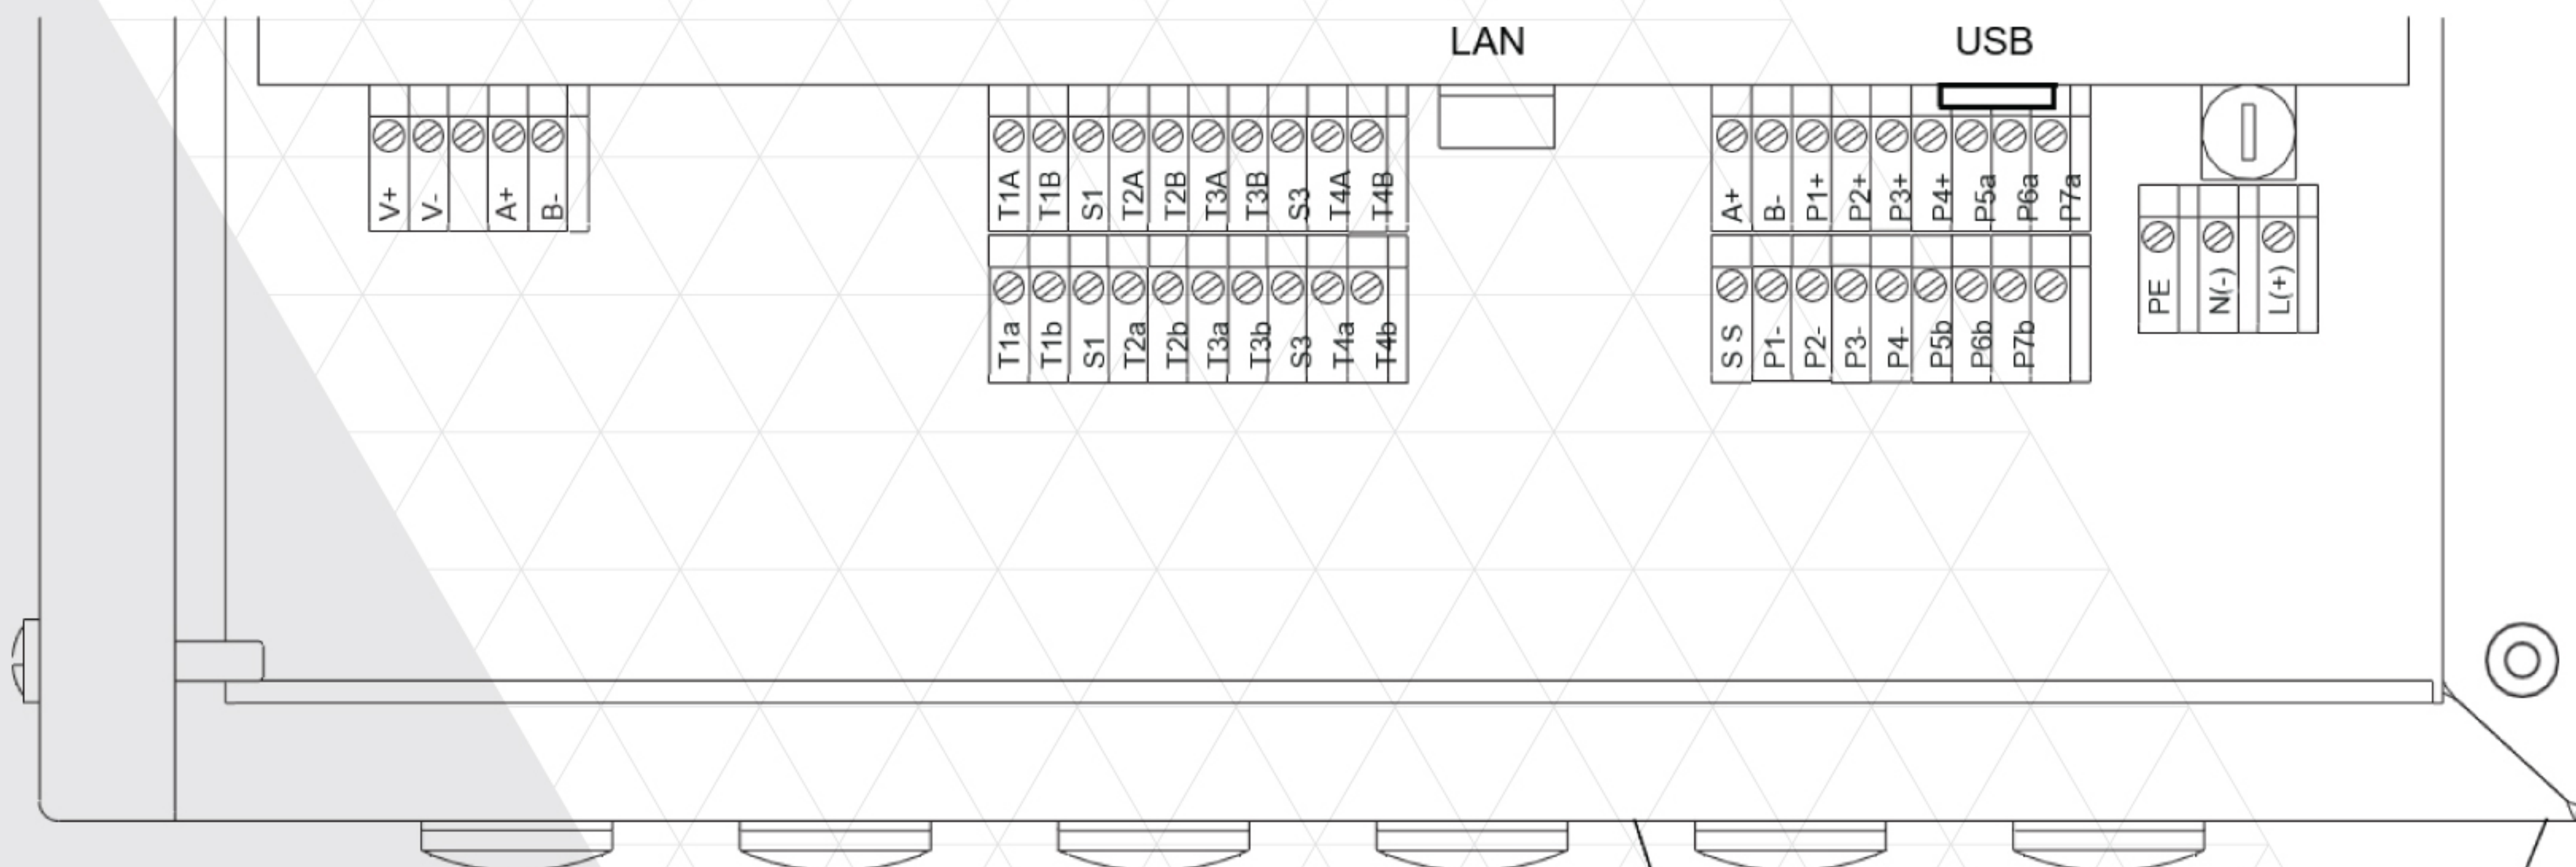 LAN USB
V+ V- A+ B- T1A T1B S1 T2A T2B T3A T3B S3 T4A T4B A+ B- P1+ P2+ P3+ P4+ P5a P6a P7a
PE N(-) L(+)
T1a T1b S1 T2a T2b T3a T3b S3 T4a T4b S S P1- P2- P3- P4- P5b P6b P7b